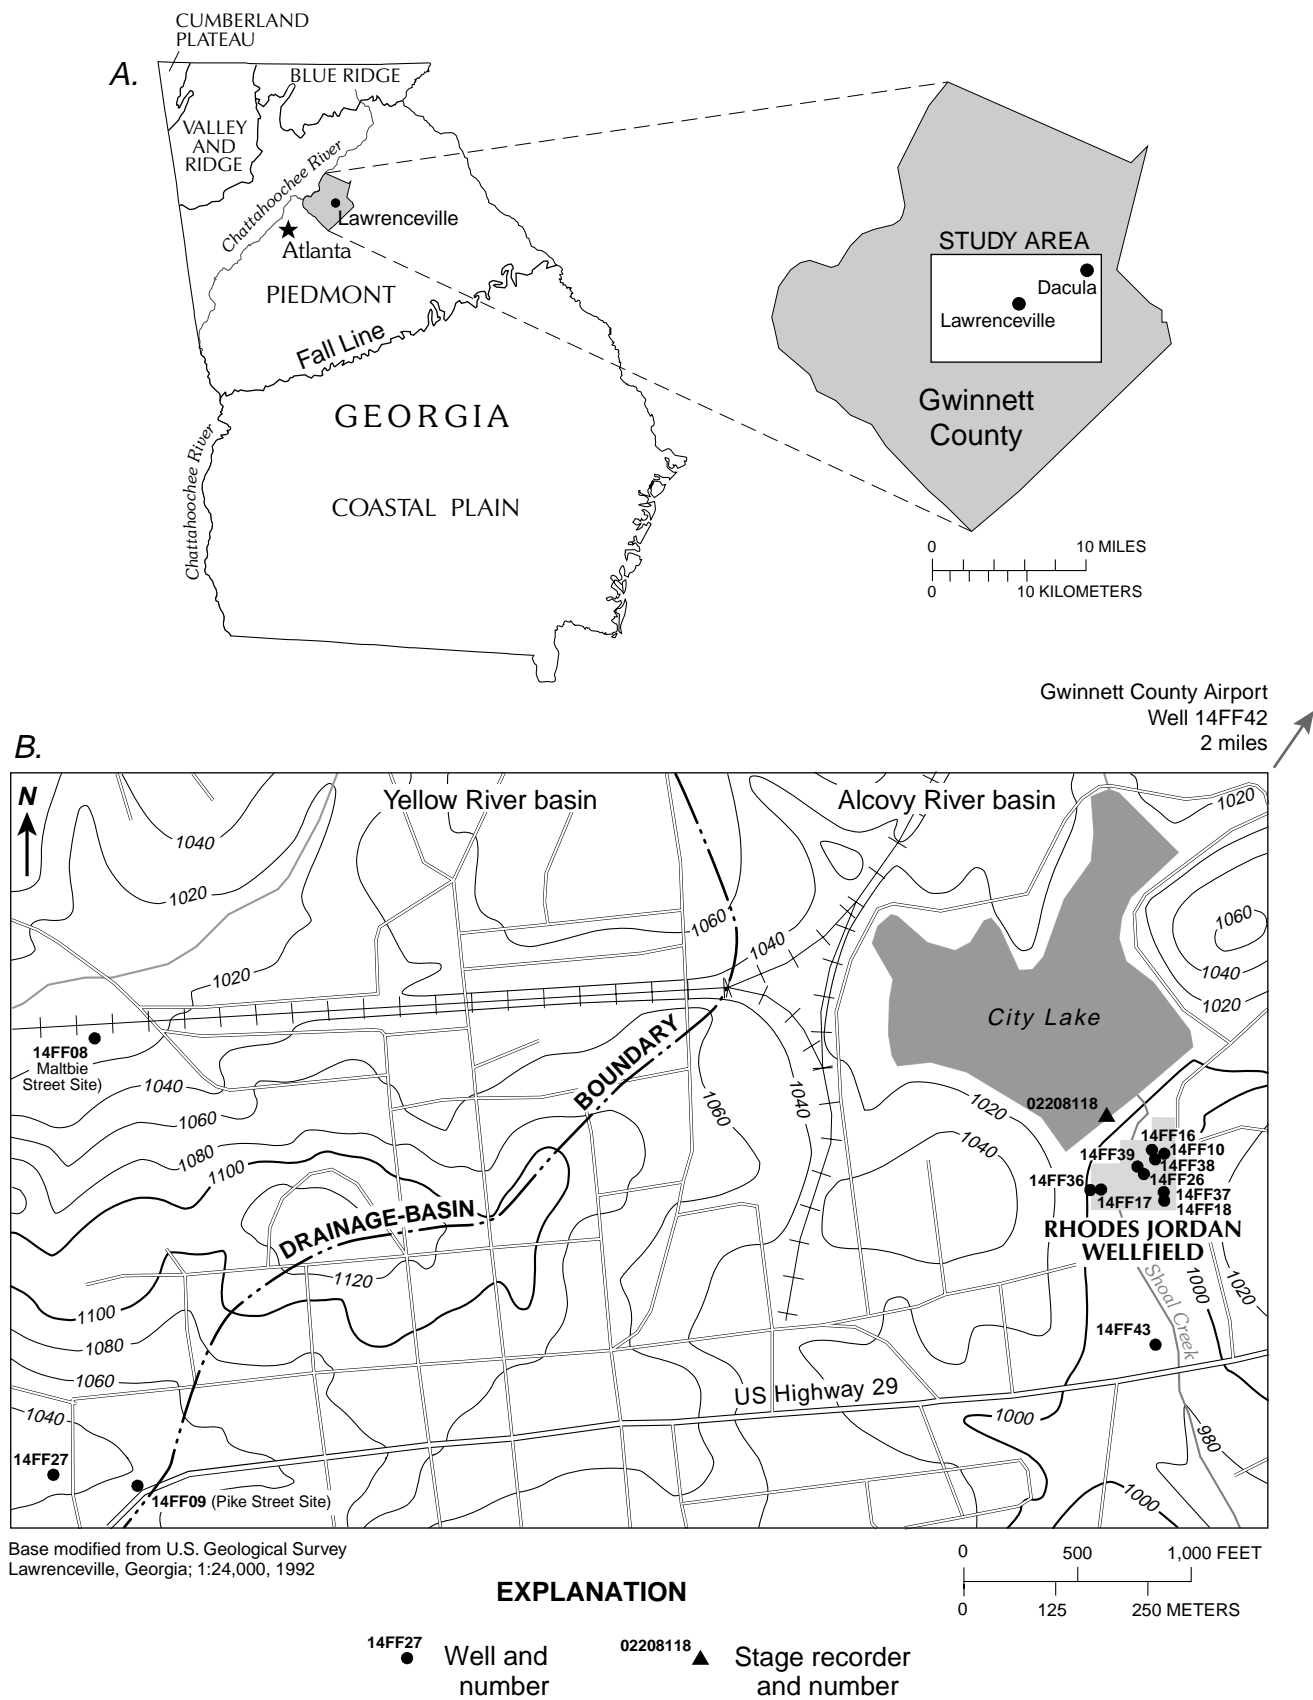 CUMBERLAND
PLATEAU
A.
BLUE RIDGE
VALLEY
AND
RIDGE
Chattahoochee River
Lawrenceville
Atlanta
PIEDMONT
Fall Line
GEORGIA
COASTAL PLAIN
Chattahoochee River
STUDY AREA
Dacula
Lawrenceville
Gwinnett
County
0 10 MILES
0 10 KILOMETERS
Gwinnett County Airport
Well 14FF42
2 miles
B.
N
Yellow River basin
Alcovy River basin
1020
1040
1020
1060
1060
1040
1020
1040
1020
City Lake
14FF08
Maltbie
Street Site)
BOUNDARY
1040
1060
1080
1100
1060
1040
1020
1040
02208118
14FF16
14FF39
14FF10
14FF38
14FF36
14FF26
14FF17
14FF37
14FF18
RHODES JORDAN
WELLFIELD
DRAINAGE-BASIN
1120
1100
1080
1060
1040
Shoal Creek
1000
1020
14FF43
US Highway 29
1000
980
1000
14FF27
14FF09 (Pike Street Site)
Base modified from U.S. Geological Survey
Lawrenceville, Georgia; 1:24,000, 1992
0 500 1,000 FEET
0 125 250 METERS
EXPLANATION
14FF27
Well and
number
02208118
Stage recorder
and number